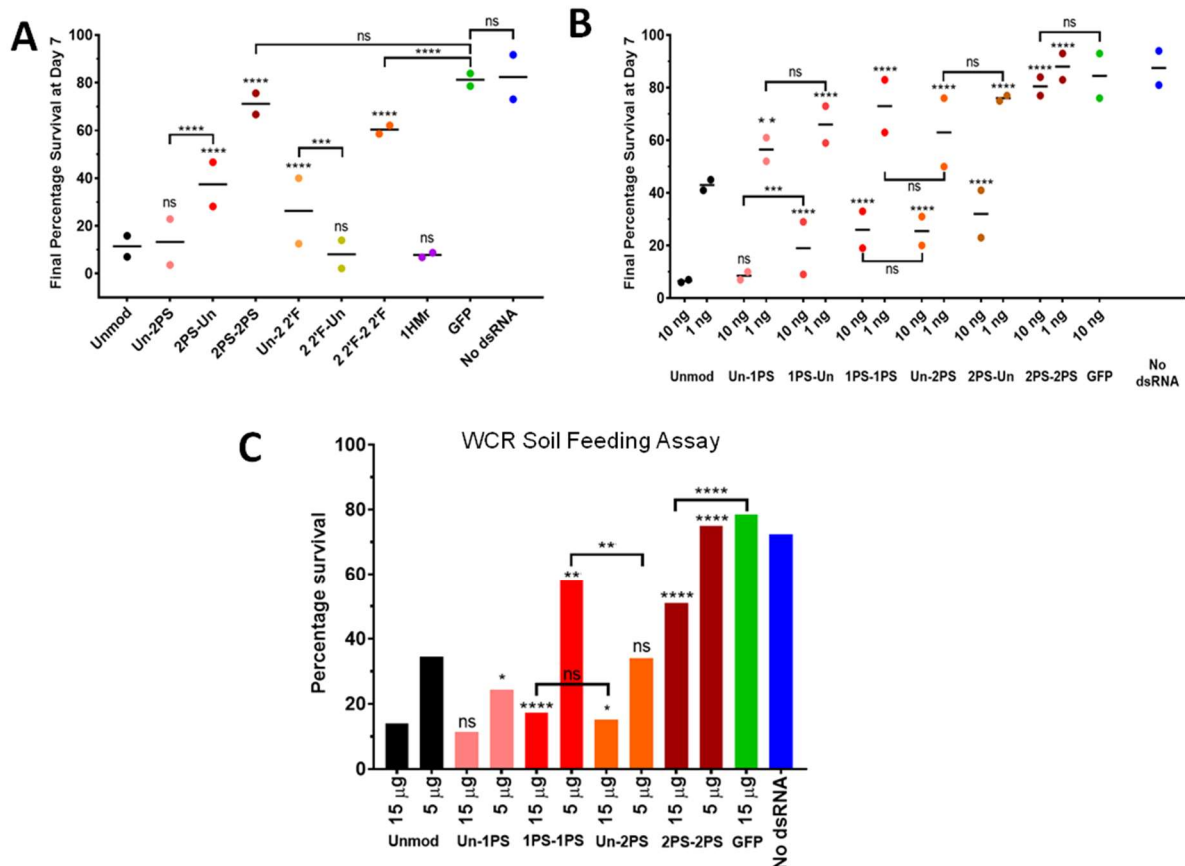 A
Final Percentage Survival at Day 7
100
80
60
40
20
0
ns
****
ns
****
****
****
****
***
****
ns
ns
ns
Unmod
Un-2PS
2PS-Un
2PS-2PS
Un-2 2'F
2 2'F-Un
2 2'F-2 2'F
1HMr
GFP
No dsRNA
B
Final Percentage Survival at Day 7
100
80
60
40
20
0
ns
****
****
ns
ns
****
****
****
****
* *
***
ns
****
ns
****
****
****
ns
10 ng 1 ng 10 ng 1 ng 10 ng 1 ng 10 ng 1 ng 10 ng 1 ng 10 ng 1 ng 10 ng 1 ng 10 ng
Unmod Un-1PS 1PS-Un 1PS-1PS Un-2PS 2PS-Un 2PS-2PS GFP No dsRNA
C
WCR Soil Feeding Assay
Percentage survival
100
80
60
40
20
0
****
****
**
**
****
ns
ns
*
ns
****
*
15 µg 5 µg 15 µg 5 µg 15 µg 5 µg 15 µg 5 µg 15 µg 5 µg 15 µg No dsRNA
Unmod Un-1PS 1PS-1PS Un-2PS 2PS-2PS GFP